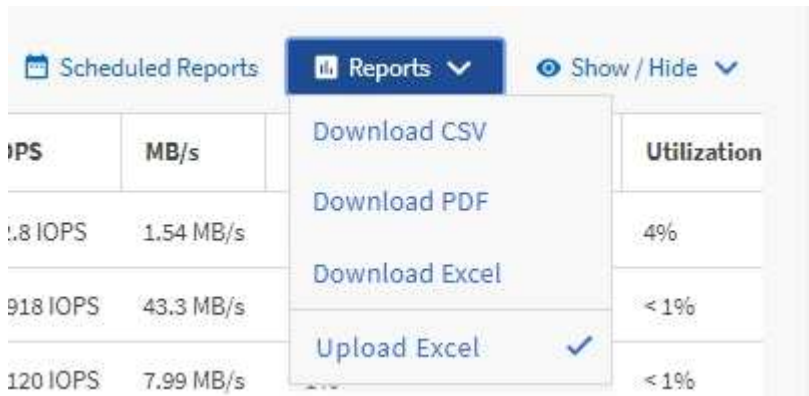 Scheduled Reports Reports Show / Hide
MB/s Utilization
Download CSV
Download PDF
.8 IOPS 1.54 MB/s 4%
Download Excel
918 IOPS 43.3 MB/s < 1%
Upload Excel
120 IOPS 7.99 MB/s < 1%